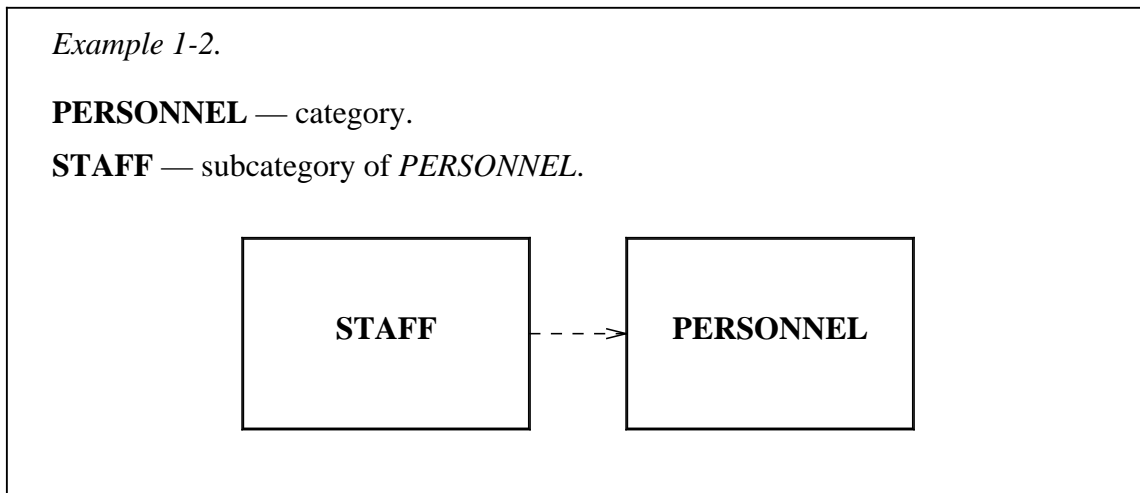 Example 1-2.
PERSONNEL — category.
STAFF — subcategory of PERSONNEL.
STAFF PERSONNEL